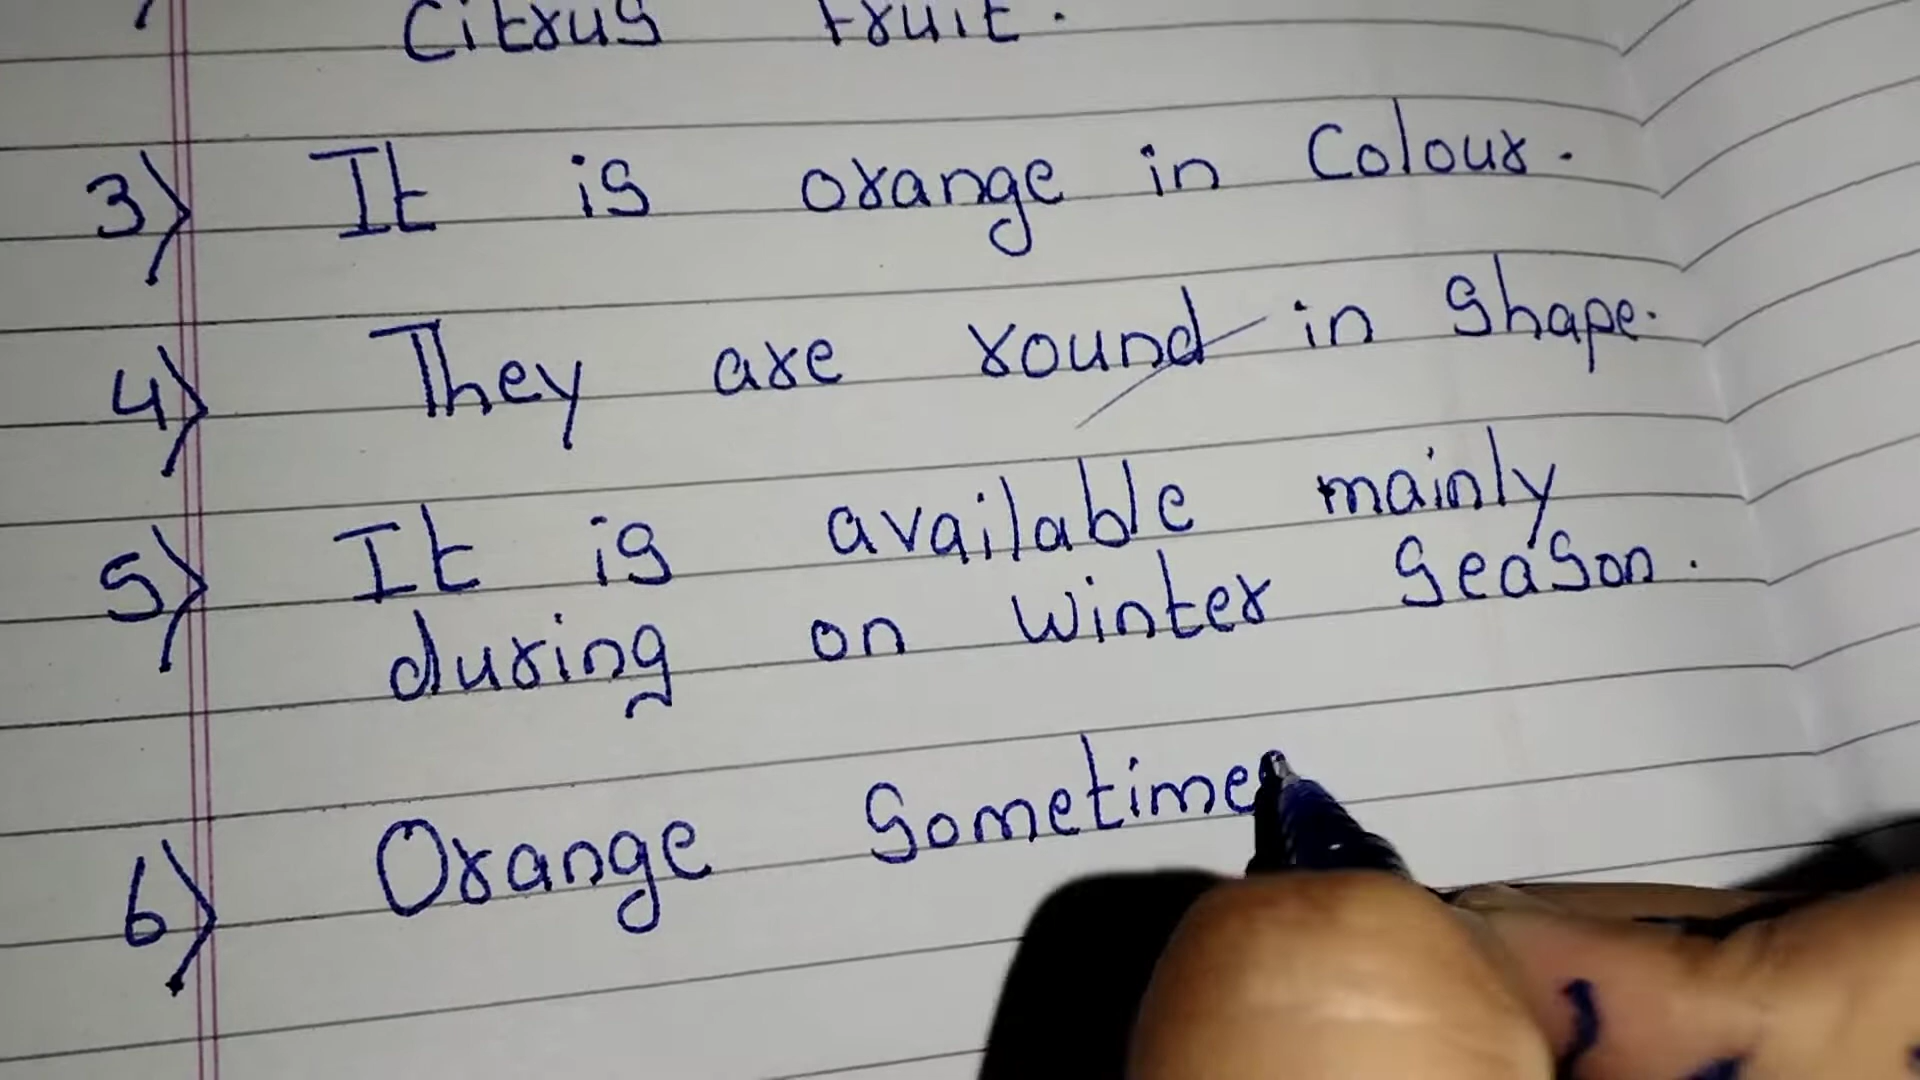 Citrus fruit.
3) It is orange in Colour.
4) They are round in Shape.
5) It is available mainly
during on Winter Season.
6) Orange Sometimes